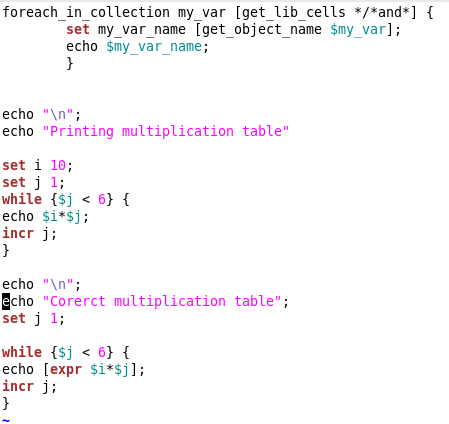 foreach_in_collection my_var [get_lib_cells */*and*] {
        set my_var_name [get_object_name $my_var];
        echo $my_var_name;
        }


echo "\n";
echo "Printing multiplication table"

set i 10;
set j 1;
while {$j < 6} {
echo $i*$j;
incr j;
}

echo "\n";
echo "Corerct multiplication table";
set j 1;

while {$j < 6} {
echo [expr $i*$j];
incr j;
}
~